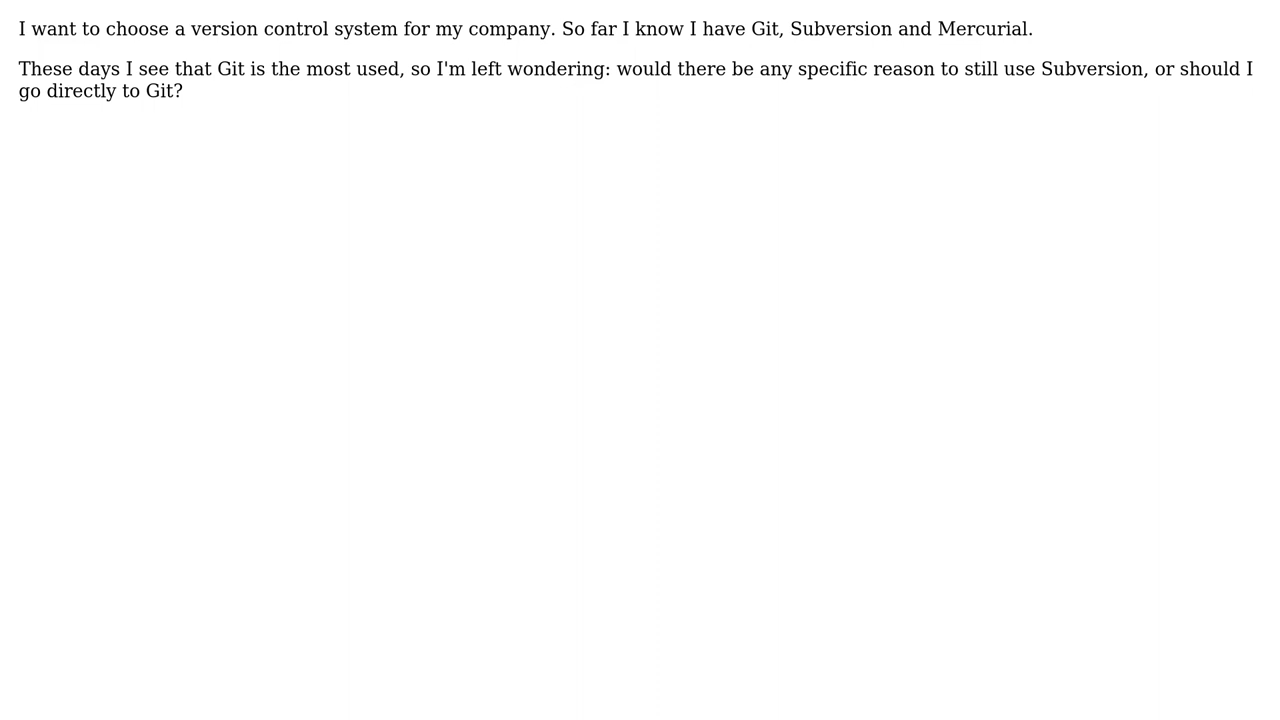 I want to choose a version control system for my company. So far I know I have Git, Subversion and Mercurial.
These days I see that Git is the most used, so I'm left wondering: would there be any specific reason to still use Subversion, or should I
go directly to Git?